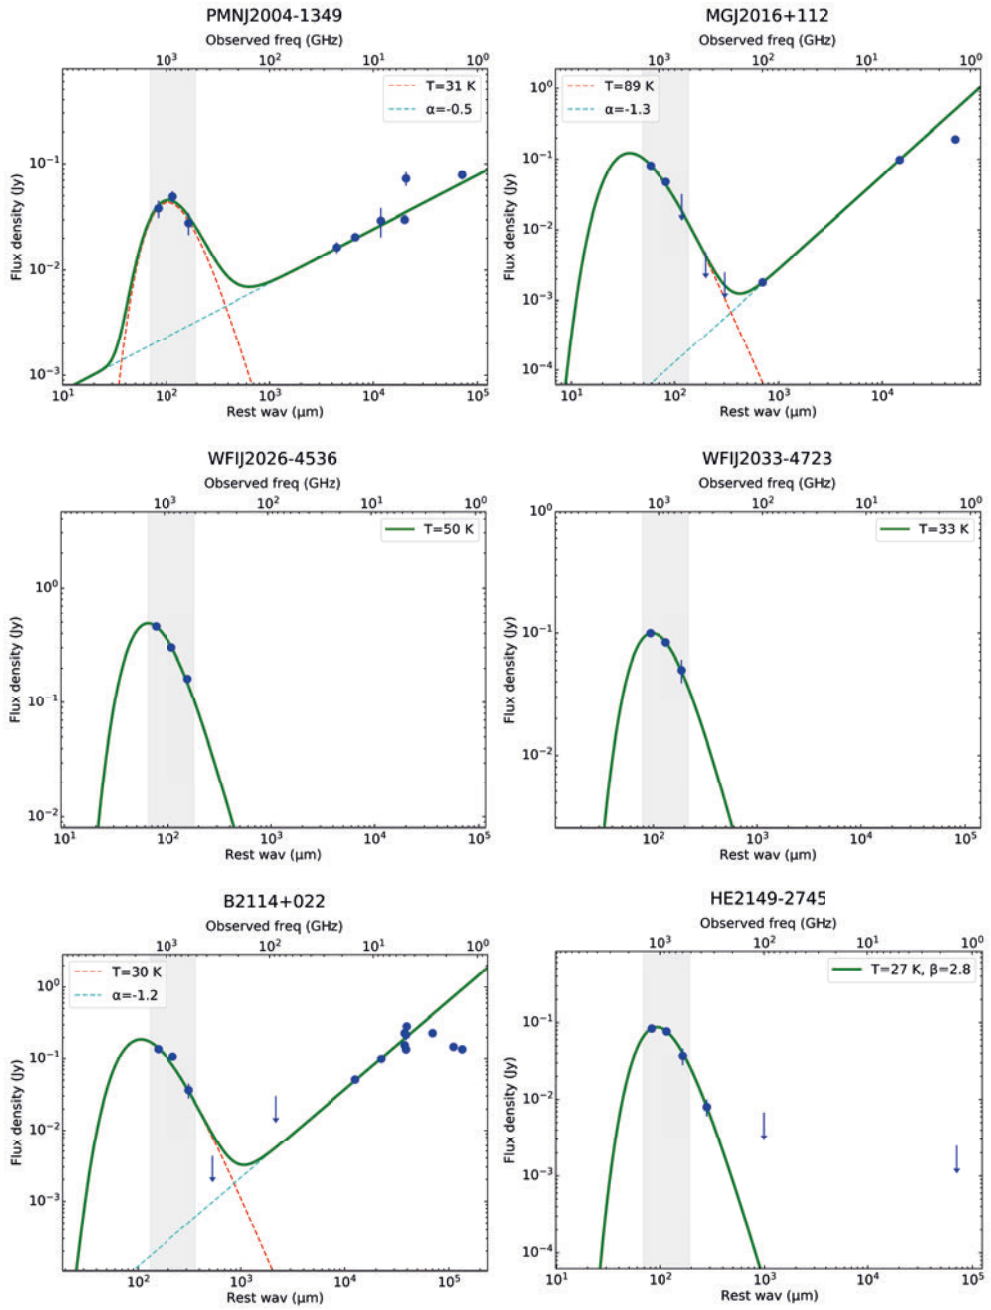 PMNJ2004-1349
Observed freq (GHz)
10³ 10² 10¹ 10⁰
T=31 K
α=-0.5
Flux density (Jy)
10⁻¹
10⁻²
10⁻³
10¹ 10² 10³ 10⁴ 10⁵
Rest wav (μm)
MGJ2016+112
Observed freq (GHz)
10³ 10² 10¹ 10⁰
T=89 K
α=-1.3
Flux density (Jy)
10⁰
10⁻¹
10⁻²
10⁻³
10⁻⁴
10¹ 10² 10³ 10⁴
Rest wav (μm)
WFIJ2026-4536
Observed freq (GHz)
10³ 10² 10¹ 10⁰
T=50 K
Flux density (Jy)
10⁰
10⁻¹
10⁻²
10¹ 10² 10³ 10⁴ 10⁵
Rest wav (μm)
WFIJ2033-4723
Observed freq (GHz)
10³ 10² 10¹ 10⁰
T=33 K
Flux density (Jy)
10⁰
10⁻¹
10⁻²
10² 10³ 10⁴ 10⁵
Rest wav (μm)
B2114+022
Observed freq (GHz)
10³ 10² 10¹ 10⁰
T=30 K
α=-1.2
Flux density (Jy)
10⁰
10⁻¹
10⁻²
10⁻³
10² 10³ 10⁴ 10⁵
Rest wav (μm)
HE2149-2745
Observed freq (GHz)
10³ 10² 10¹ 10⁰
T=27 K, β=2.8
Flux density (Jy)
10⁻¹
10⁻²
10⁻³
10⁻⁴
10¹ 10² 10³ 10⁴ 10⁵
Rest wav (μm)